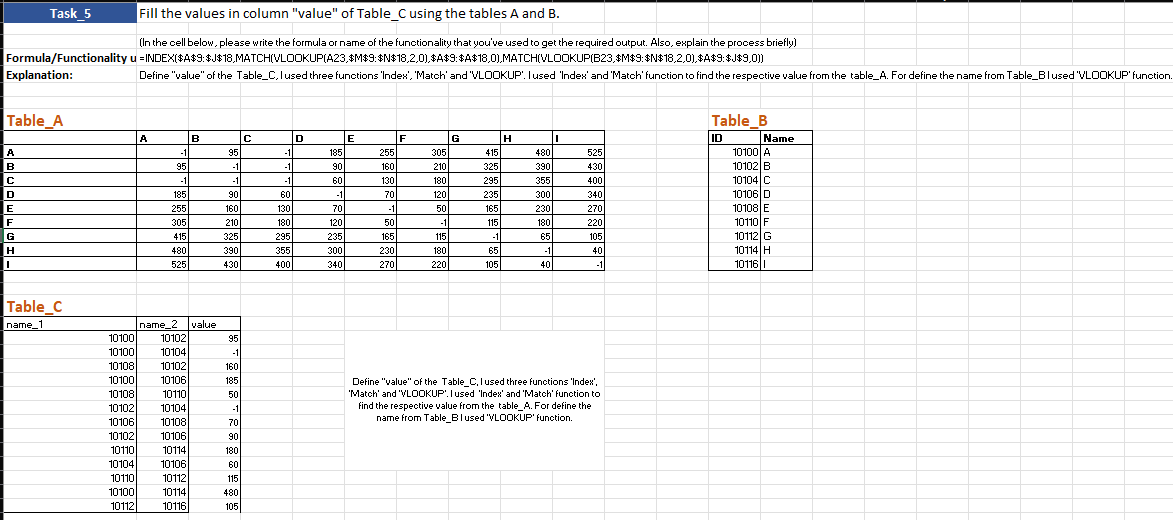 Task_5 Fill the values in column "value" of Table_C using the tables A and B.
(In the cell below, please write the formula or name of the functionality that you've used to get the required output. Also, explain the process briefly)
Formula/Functionality u =INDEX($A$9:$J$18,MATCH(VLOOKUP(A23,$M$9:$N$18,2,0),$A$9:$A$18,0),MATCH(VLOOKUP(B23,$M$9:$N$18,2,0),$A$9:$J$9,0))
Explanation: Define "value" of the Table_C, I used three functions 'Index', 'Match' and 'VLOOKUP'. I used 'Index' and 'Match' function to find the respective value from the table_A. For define the name from Table_B I used 'VLOOKUP' function.
Table_A Table_B
A B C D E F G H I ID Name
A -1 95 -1 185 255 305 415 480 525 10100 A
B 95 -1 -1 90 160 210 325 390 430 10102 B
C -1 -1 -1 60 130 180 295 355 400 10104 C
D 185 90 60 -1 70 120 235 300 340 10106 D
E 255 160 130 70 -1 50 165 230 270 10108 E
F 305 210 180 120 50 -1 115 180 220 10110 F
G 415 325 295 235 165 115 -1 65 105 10112 G
H 480 390 355 300 230 180 65 -1 40 10114 H
I 525 430 400 340 270 220 105 40 -1 10116 I
Table_C
name_1 name_2 value
10100 10102 95
10100 10104 -1
10108 10102 160
10100 10106 185
10108 10110 50
10102 10104 -1
10106 10108 70
10102 10106 90
10110 10114 180
10104 10106 60
10110 10112 115
10100 10114 480
10112 10116 105
Define "value" of the Table_C, I used three functions 'Index',
'Match' and 'VLOOKUP'. I used 'Index' and 'Match' function to
find the respective value from the table_A. For define the
name from Table_B I used 'VLOOKUP' function.